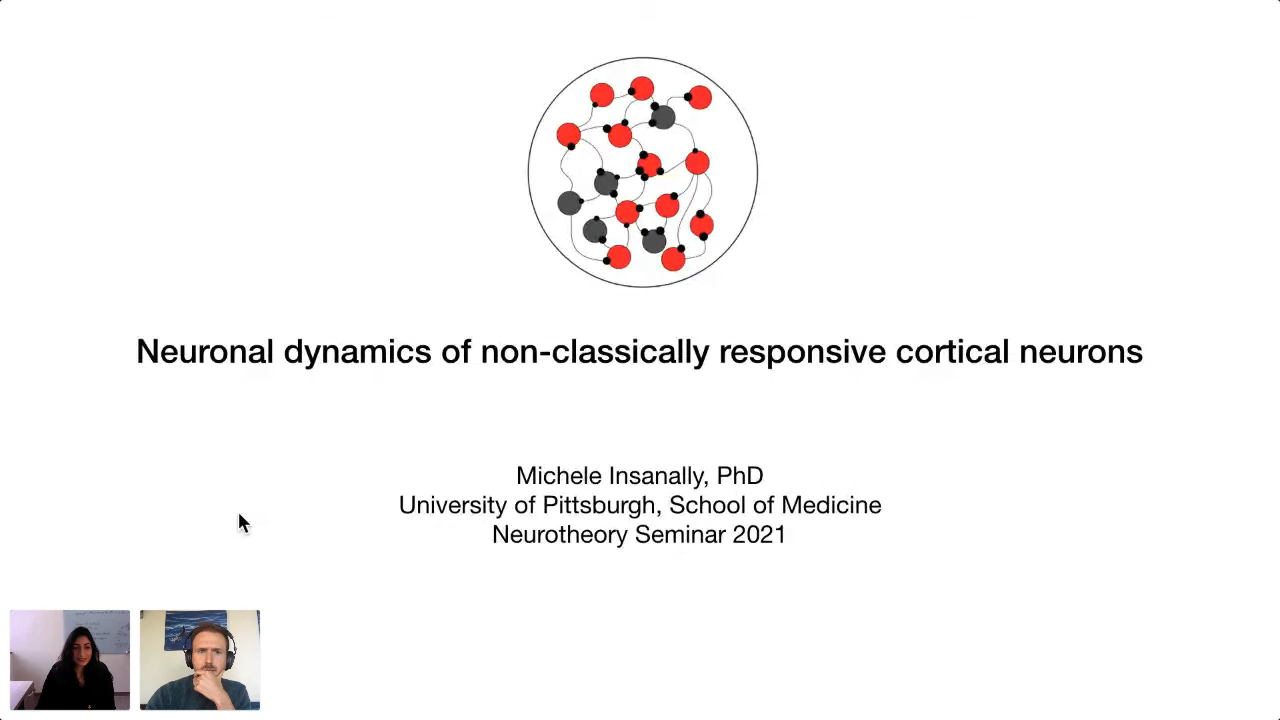 Neuronal dynamics of non-classically responsive cortical neurons
Michele Insanally, PhD
University of Pittsburgh, School of Medicine
Neurotheory Seminar 2021